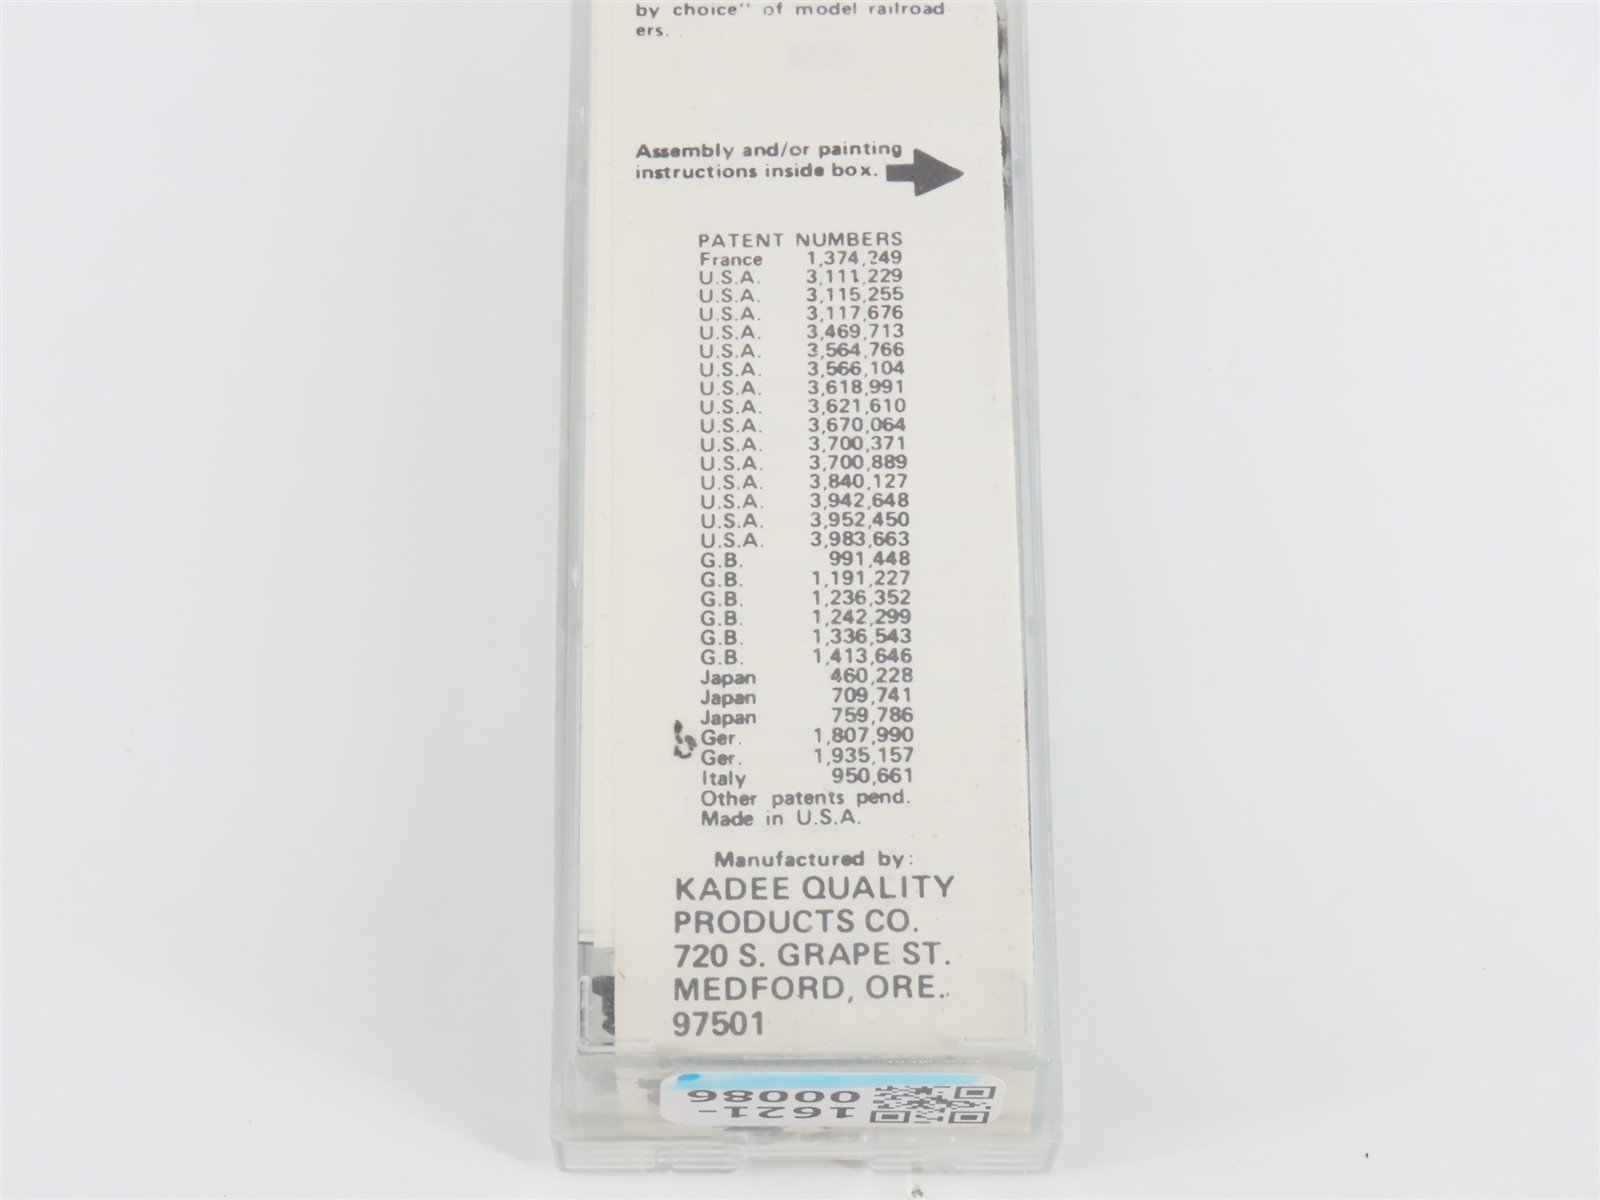 by choice" of model railroad
ers.
Assembly and/or painting
instructions inside box.
PATENT NUMBERS
France 1,374,249
U.S.A. 3,111,229
U.S.A. 3,115,255
U.S.A. 3,117,676
U.S.A. 3,469,713
U.S.A. 3,564,766
U.S.A. 3,566,104
U.S.A. 3,618,991
U.S.A. 3,621,610
U.S.A. 3,670,064
U.S.A. 3,700,371
U.S.A. 3,700,889
U.S.A. 3,840,127
U.S.A. 3,942,648
U.S.A. 3,952,450
U.S.A. 3,983,663
G.B. 991,448
G.B. 1,191,227
G.B. 1,236,352
G.B. 1,242,299
G.B. 1,336,543
G.B. 1,413,646
Japan 460,228
Japan 709,741
Japan 759,786
Ger. 1,807,990
Ger. 1,935,157
Italy 950,661
Other patents pend.
Made in U.S.A.
Manufactured by:
KADEE QUALITY
PRODUCTS CO.
720 S. GRAPE ST.
MEDFORD, ORE.
97501
1621-
00086